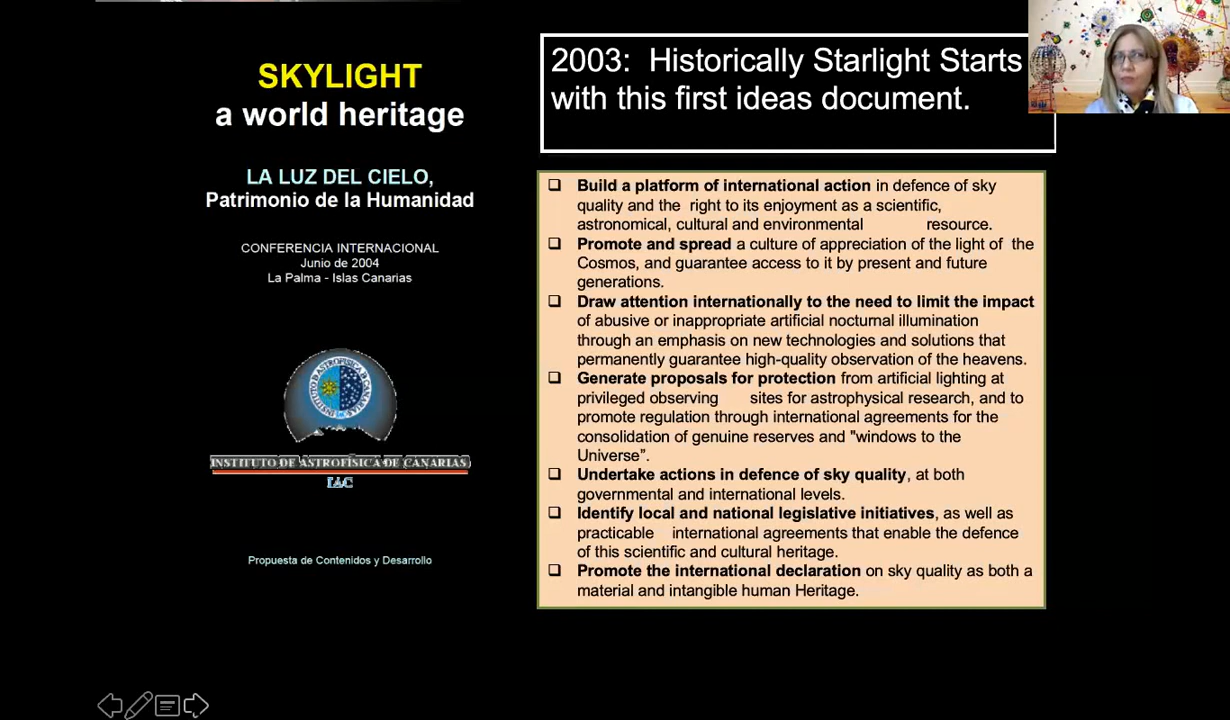 SKYLIGHT
a world heritage
LA LUZ DEL CIELO,
Patrimonio de la Humanidad
CONFERENCIA INTERNACIONAL
Junio de 2004
La Palma - Islas Canarias
INSTITUTO DE ASTROFÍSICA DE CANARIAS
IAC
Propuesta de Contenidos y Desarrollo
2003: Historically Starlight Starts
with this first ideas document.
Build a platform of international action in defence of sky
quality and the right to its enjoyment as a scientific,
astronomical, cultural and environmental resource.
Promote and spread a culture of appreciation of the light of the
Cosmos, and guarantee access to it by present and future
generations.
Draw attention internationally to the need to limit the impact
of abusive or inappropriate artificial nocturnal illumination
through an emphasis on new technologies and solutions that
permanently guarantee high-quality observation of the heavens.
Generate proposals for protection from artificial lighting at
privileged observing sites for astrophysical research, and to
promote regulation through international agreements for the
consolidation of genuine reserves and "windows to the
Universe”.
Undertake actions in defence of sky quality, at both
governmental and international levels.
Identify local and national legislative initiatives, as well as
practicable international agreements that enable the defence
of this scientific and cultural heritage.
Promote the international declaration on sky quality as both a
material and intangible human Heritage.